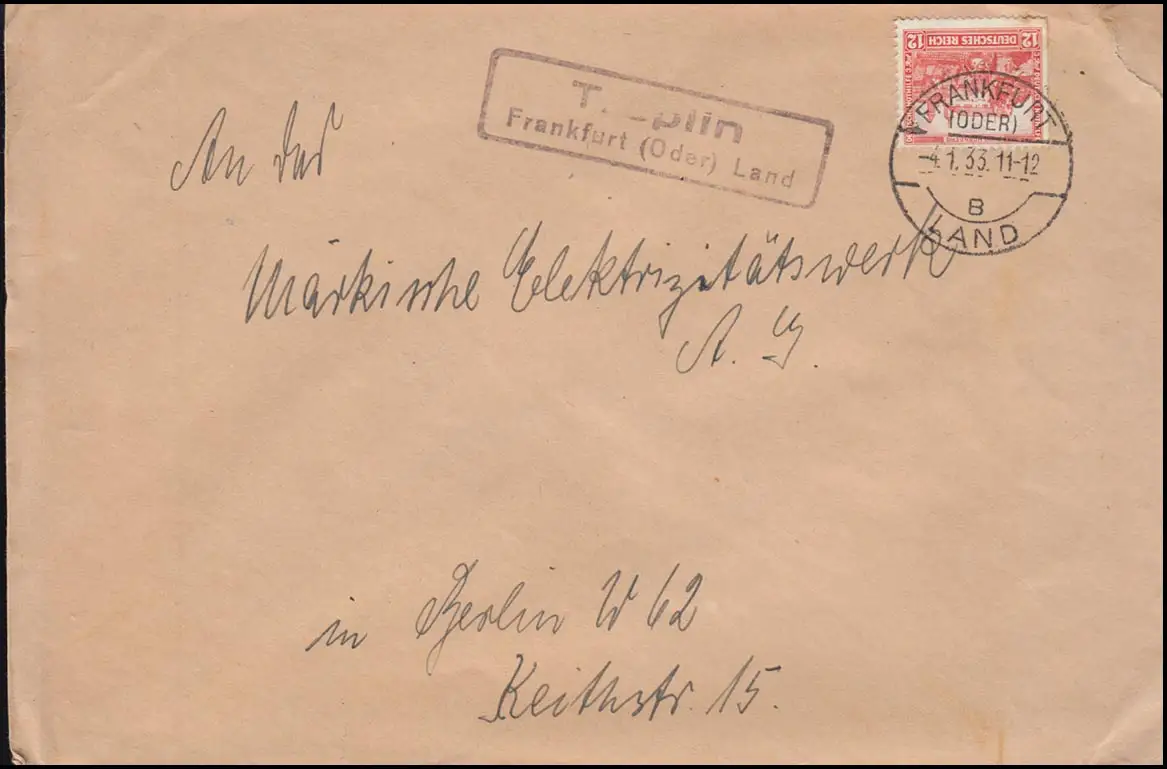 12 DEUTSCHES REICH 12
Frankfurt (Oder) Land
FRANKFURT
(ODER)
-4.1.33.11-12
B
LAND
An das
Märkische Elektrizitätswerk
A. G.
in Berlin W 62
Keithstr. 15.